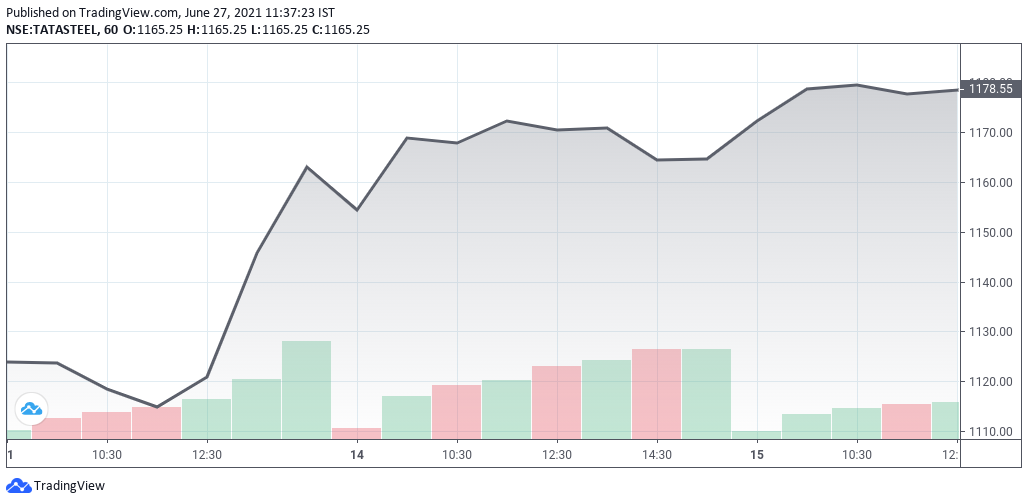 Published on TradingView.com, June 27, 2021 11:37:23 IST
NSE:TATASTEEL, 60 O:1165.25 H:1165.25 L:1165.25 C:1165.25
1178.55
1170.00
1160.00
1150.00
1140.00
1130.00
1120.00
1110.00
1 10:30 12:30 14 10:30 12:30 14:30 15 10:30 12:
TradingView